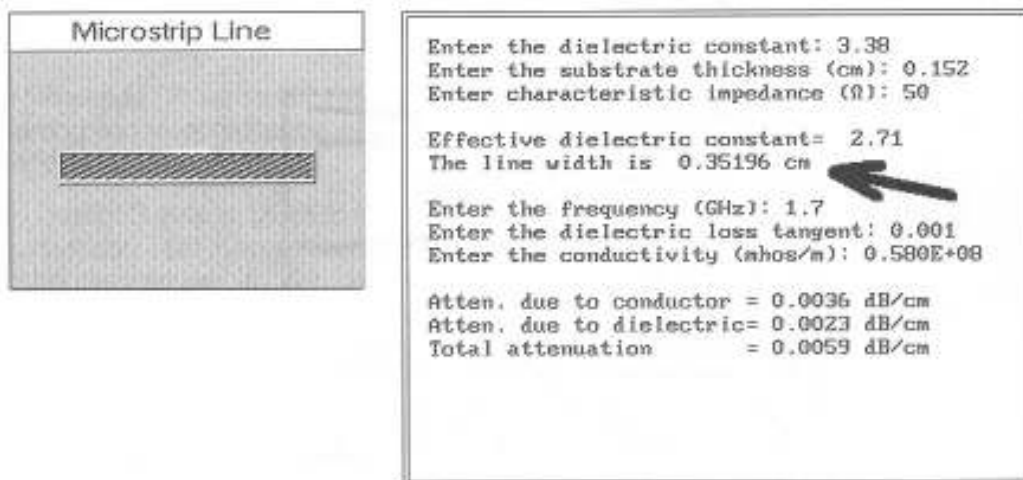 Microstrip Line
Enter the dielectric constant: 3.38
Enter the substrate thickness (cm): 0.152
Enter characteristic impedance (Ω): 50
Effective dielectric constant= 2.71
The line width is 0.35196 cm
Enter the frequency (GHz): 1.7
Enter the dielectric loss tangent: 0.001
Enter the conductivity (mhos/m): 0.580E+08
Atten. due to conductor = 0.0036 dB/cm
Atten. due to dielectric= 0.0023 dB/cm
Total attenuation = 0.0059 dB/cm